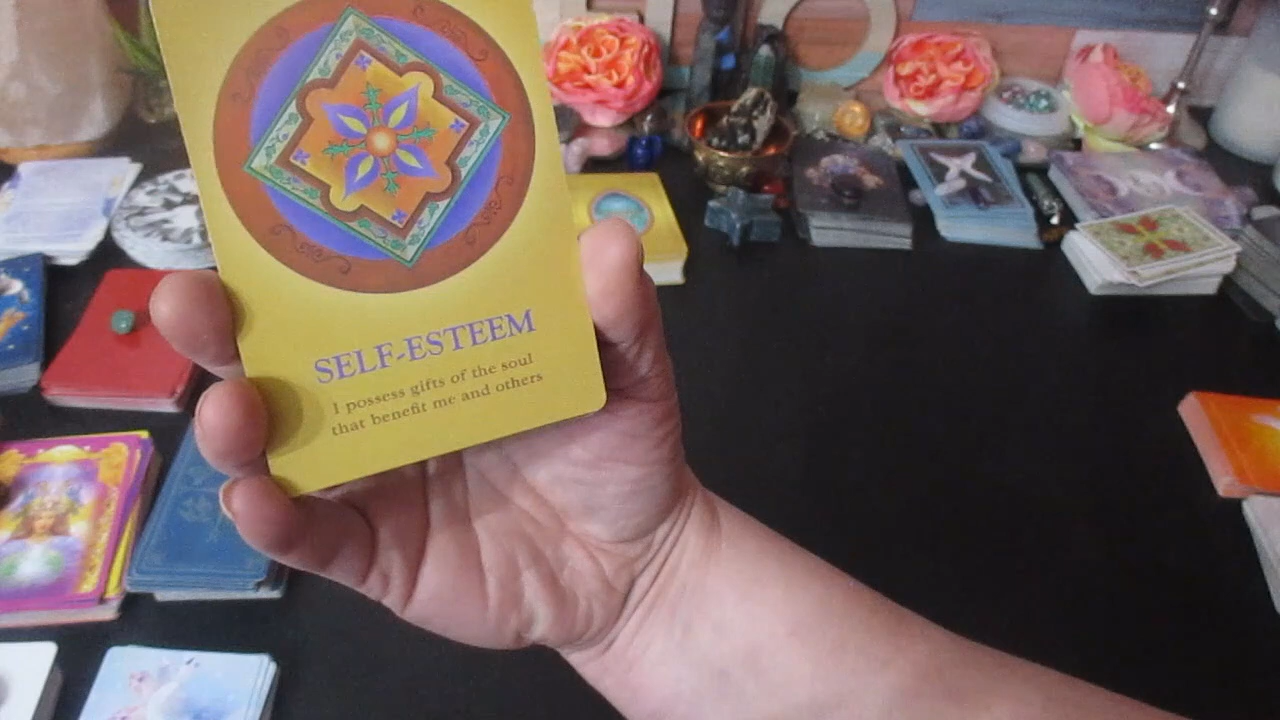 SELF-ESTEEM
I possess gifts of the soul
that benefit me and others